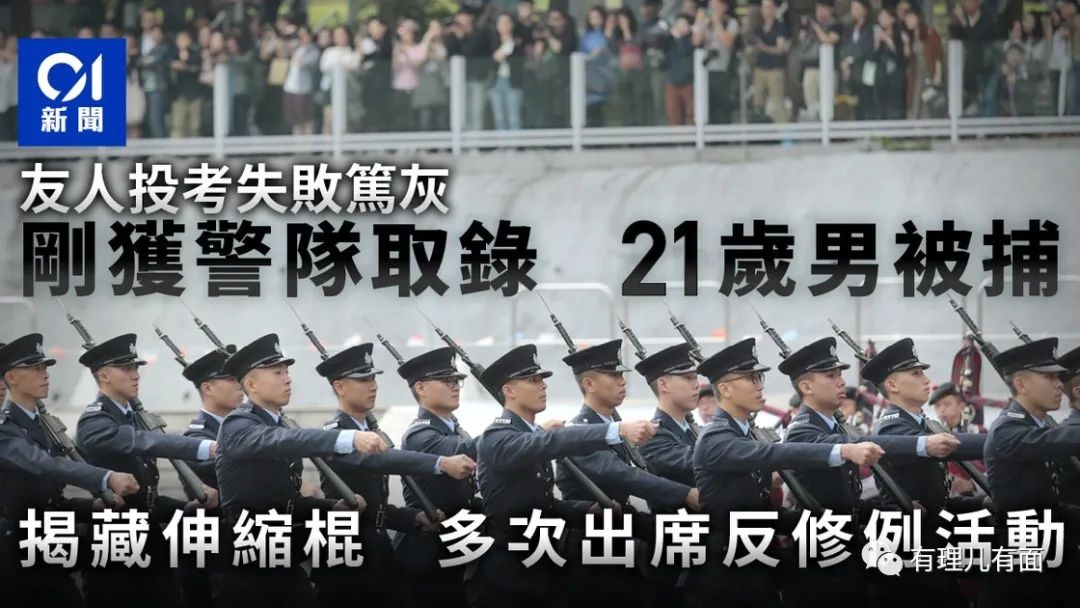 01
新聞
友人投考失敗篤灰
剛獲警隊取錄 21歲男被捕
揭藏伸縮棍 多次出席反修例活動
有理儿有面